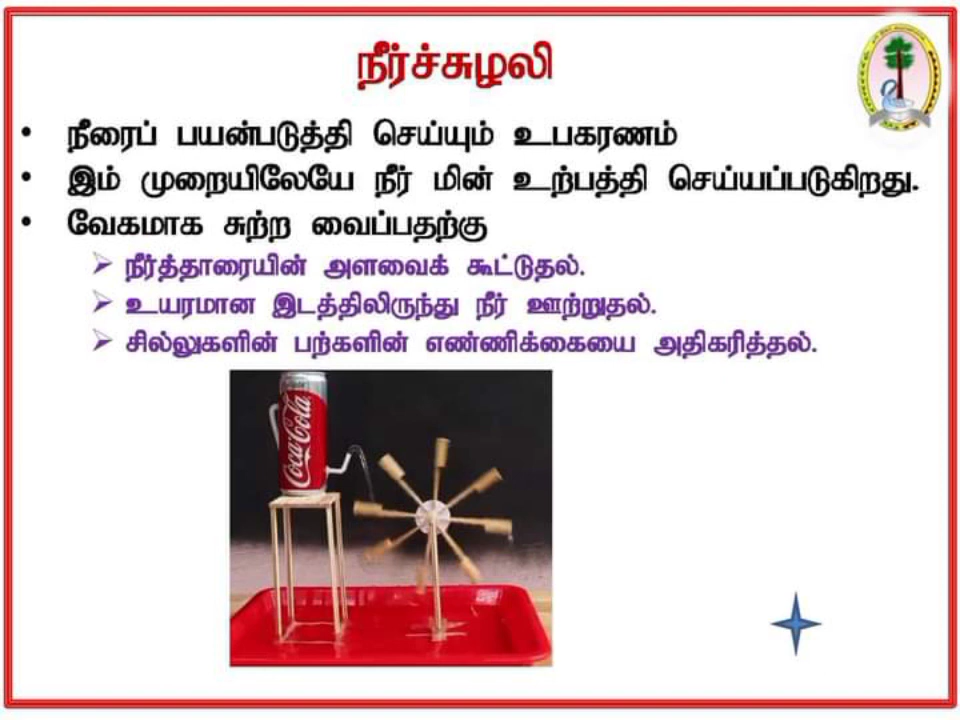 நீர்ச்சுழலி
• நீரைப் பயன்படுத்தி செய்யும் உபகரணம்
• இம் முறையிலேயே நீர் மின் உற்பத்தி செய்யப்படுகிறது.
• வேகமாக சுற்ற வைப்பதற்கு
➢ நீர்த்தாரையின் அளவைக் கூட்டுதல்.
➢ உயரமான இடத்திலிருந்து நீர் ஊற்றுதல்.
➢ சில்லுகளின் பற்களின் எண்ணிக்கையை அதிகரித்தல்.
Coca-Cola